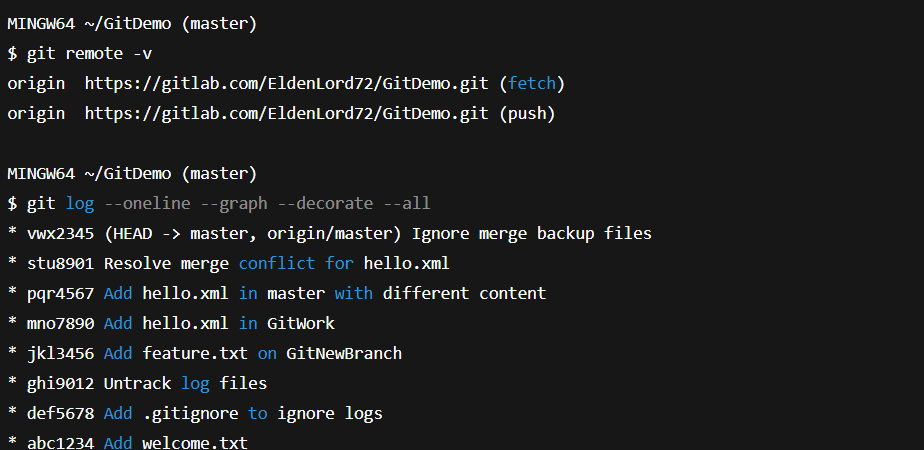 MINGW64 ~/GitDemo (master)
$ git remote -v
origin  https://gitlab.com/EldenLord72/GitDemo.git (fetch)
origin  https://gitlab.com/EldenLord72/GitDemo.git (push)
MINGW64 ~/GitDemo (master)
$ git log --oneline --graph --decorate --all
* vwx2345 (HEAD -> master, origin/master) Ignore merge backup files
* stu8901 Resolve merge conflict for hello.xml
* pqr4567 Add hello.xml in master with different content
* mno7890 Add hello.xml in GitWork
* jkl3456 Add feature.txt on GitNewBranch
* ghi9012 Untrack log files
* def5678 Add .gitignore to ignore logs
* abc1234 Add welcome.txt